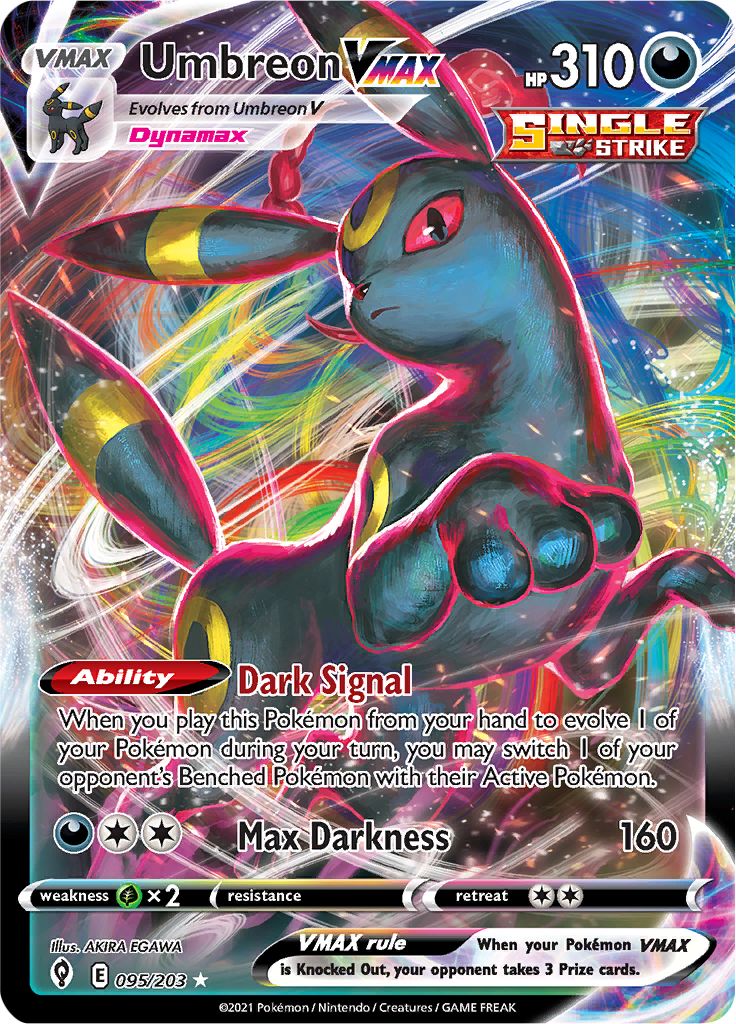 VMAX
Umbreon VMAX
HP 310
Evolves from Umbreon V
Dynamax
SINGLE
STRIKE
Ability
Dark Signal
When you play this Pokémon from your hand to evolve 1 of
your Pokémon during your turn, you may switch 1 of your
opponent's Benched Pokémon with their Active Pokémon.
Max Darkness 160
weakness ×2 resistance retreat
Illus. AKIRA EGAWA
VMAX rule When your Pokémon VMAX
is Knocked Out, your opponent takes 3 Prize cards.
E 095/203 ★
©2021 Pokémon / Nintendo / Creatures / GAME FREAK